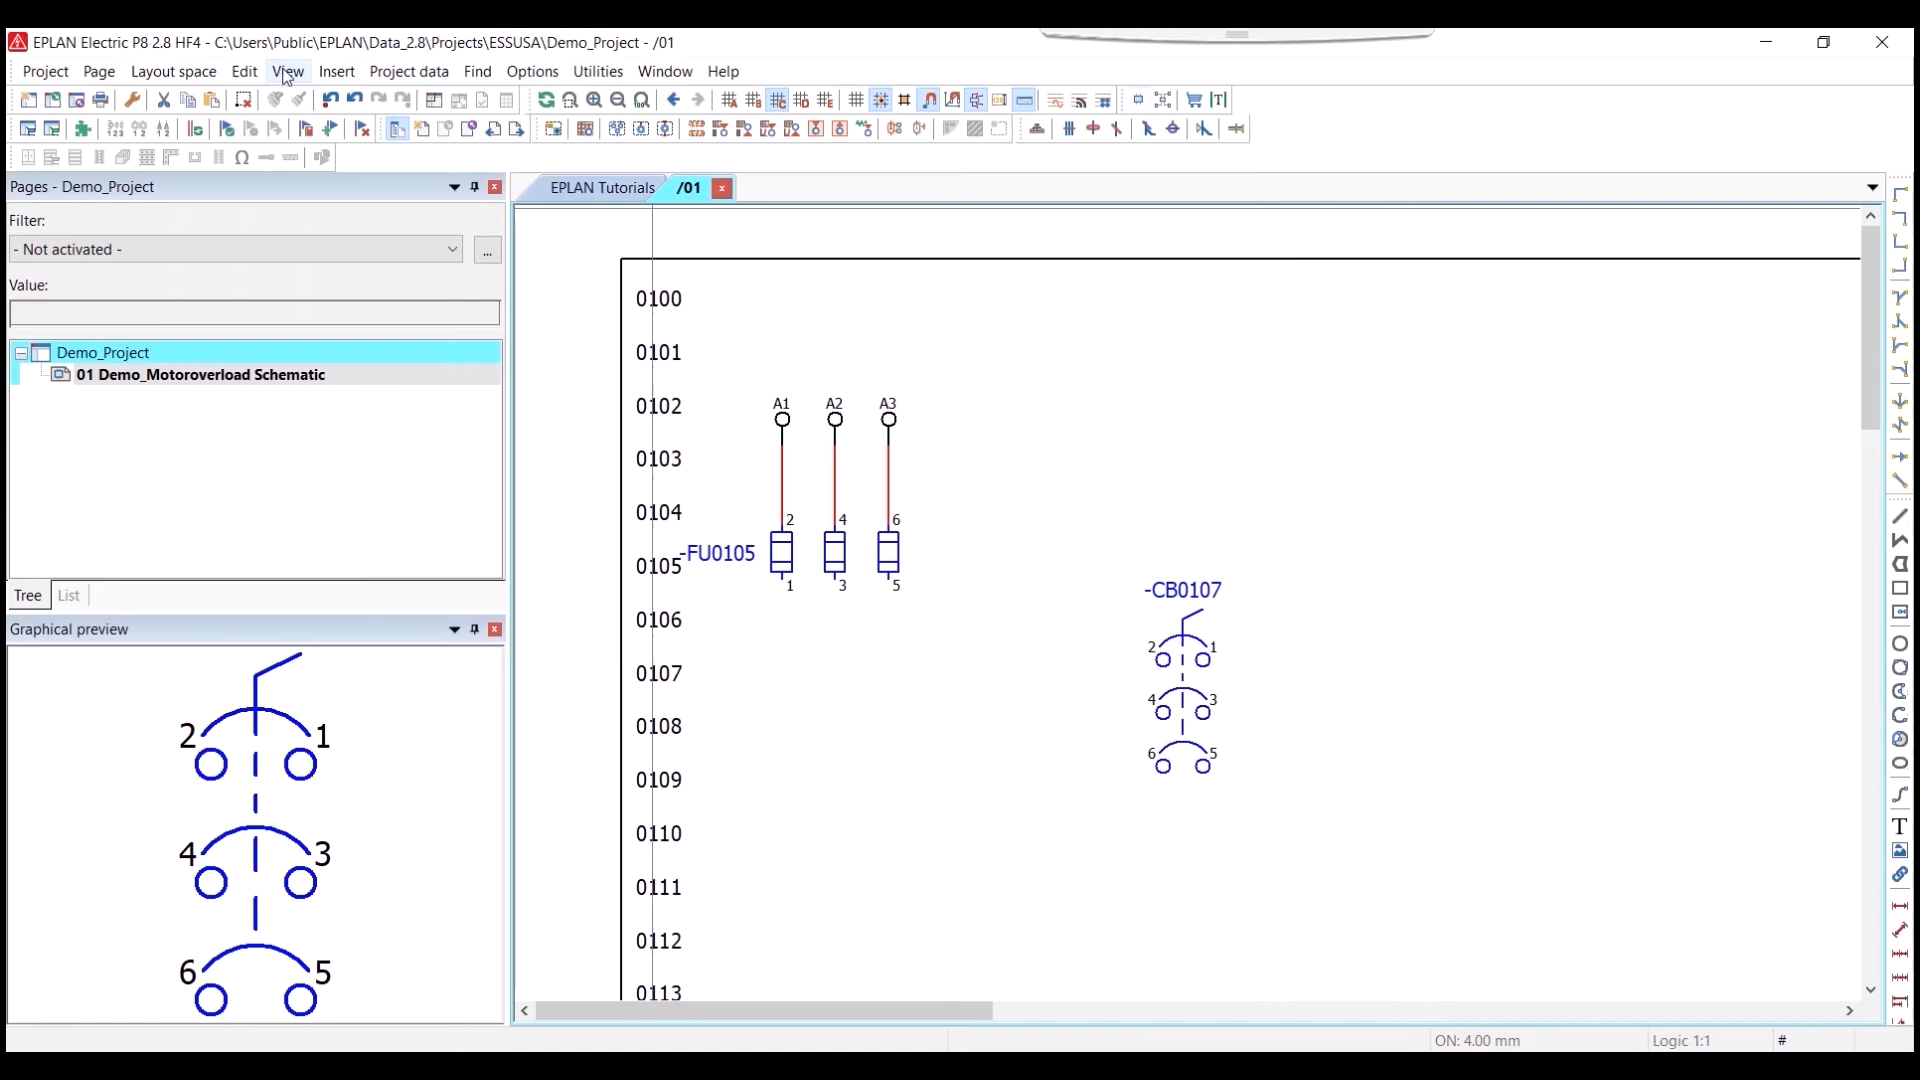 EPLAN Electric P8 2.8 HF4 - C:\Users\Public\EPLAN\Data_2.8\Projects\ESSUSA\Demo_Project - /01
Project Page Layout space Edit View Insert Project data Find Options Utilities Window Help
Pages - Demo_Project
Filter:
- Not activated -
...
Value:
Demo_Project
01 Demo_Motoroverload Schematic
Tree List
Graphical preview
2 1
4 3
6 5
EPLAN Tutorials /01
0100
0101
0102 A1 A2 A3
0103
0104
2 4 6
0105 -FU0105
1 3 5
0106
0107
0108
0109
0110
0111
0112
0113
-CB0107
2 1
4 3
6 5
T
ON: 4.00 mm Logic 1:1 #